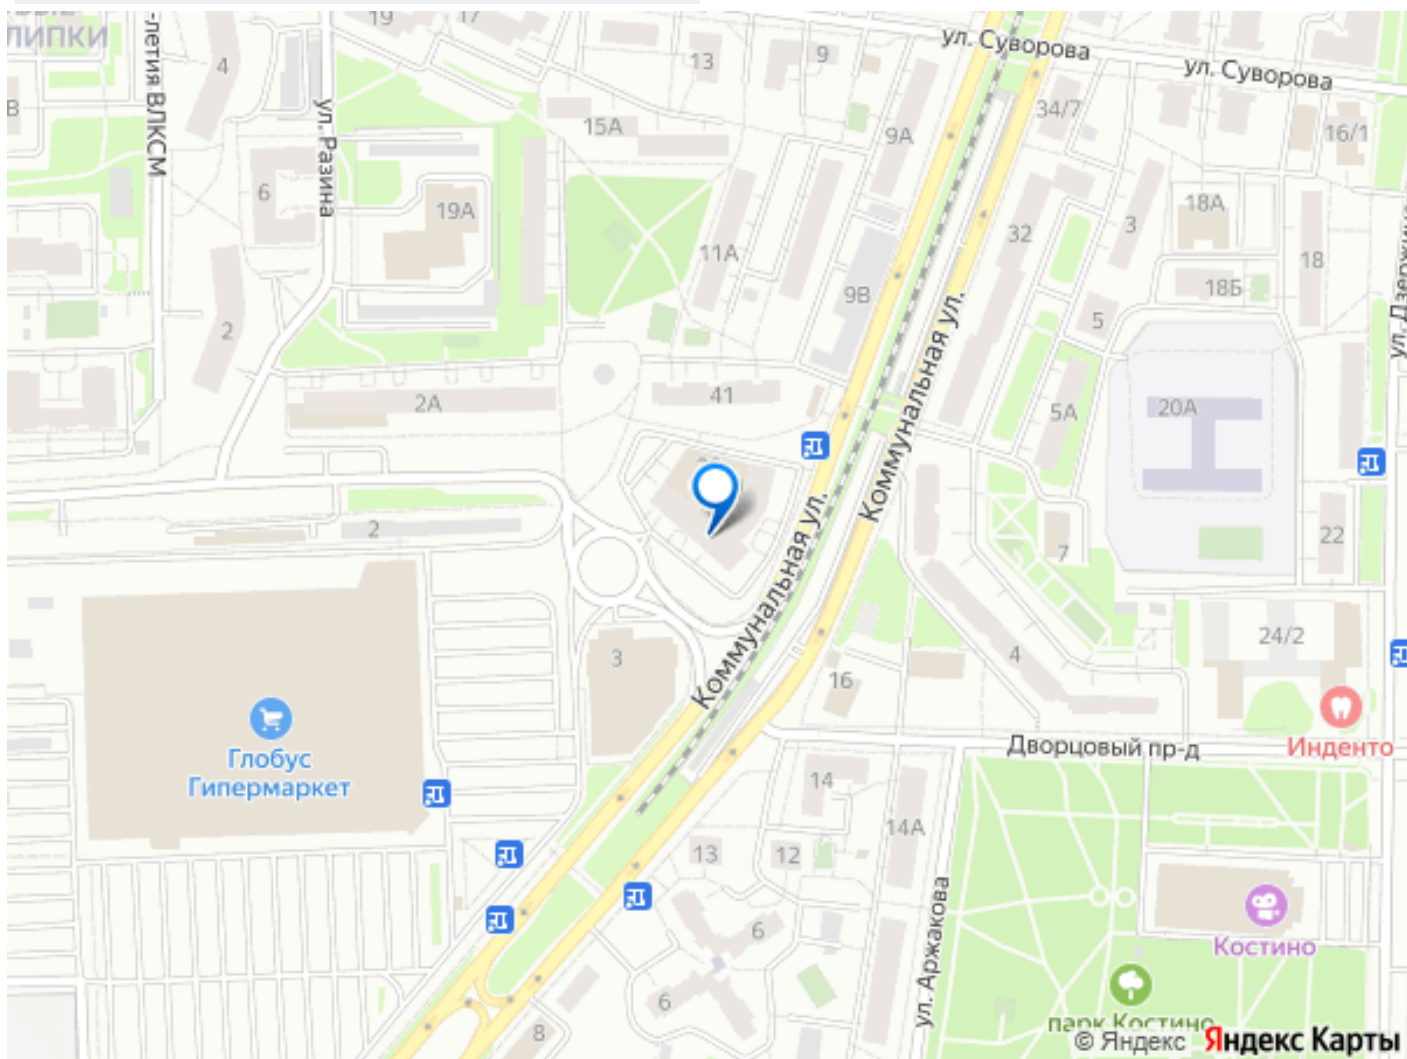 ЛИПКИ
-летия ВЛКСМ
4
19
17
13
9
ул. Суворова
ул. Суворова
34/7
16/1
В
ул. Разина
15А
9А
6
19А
11А
32
3
18А
18
18Б
ул. Дзержин
2
9В
5
Коммунальная ул.
2А
41
5А
20А
2
7
22
Коммунальная ул.
3
4
24/2
16
Глобус
Гипермаркет
Дворцовый пр-д
Инденто
14
14А
13
12
ул. Аржакова
6
6
8
Костино
парк Костино
© Яндекс Яндекс Карты